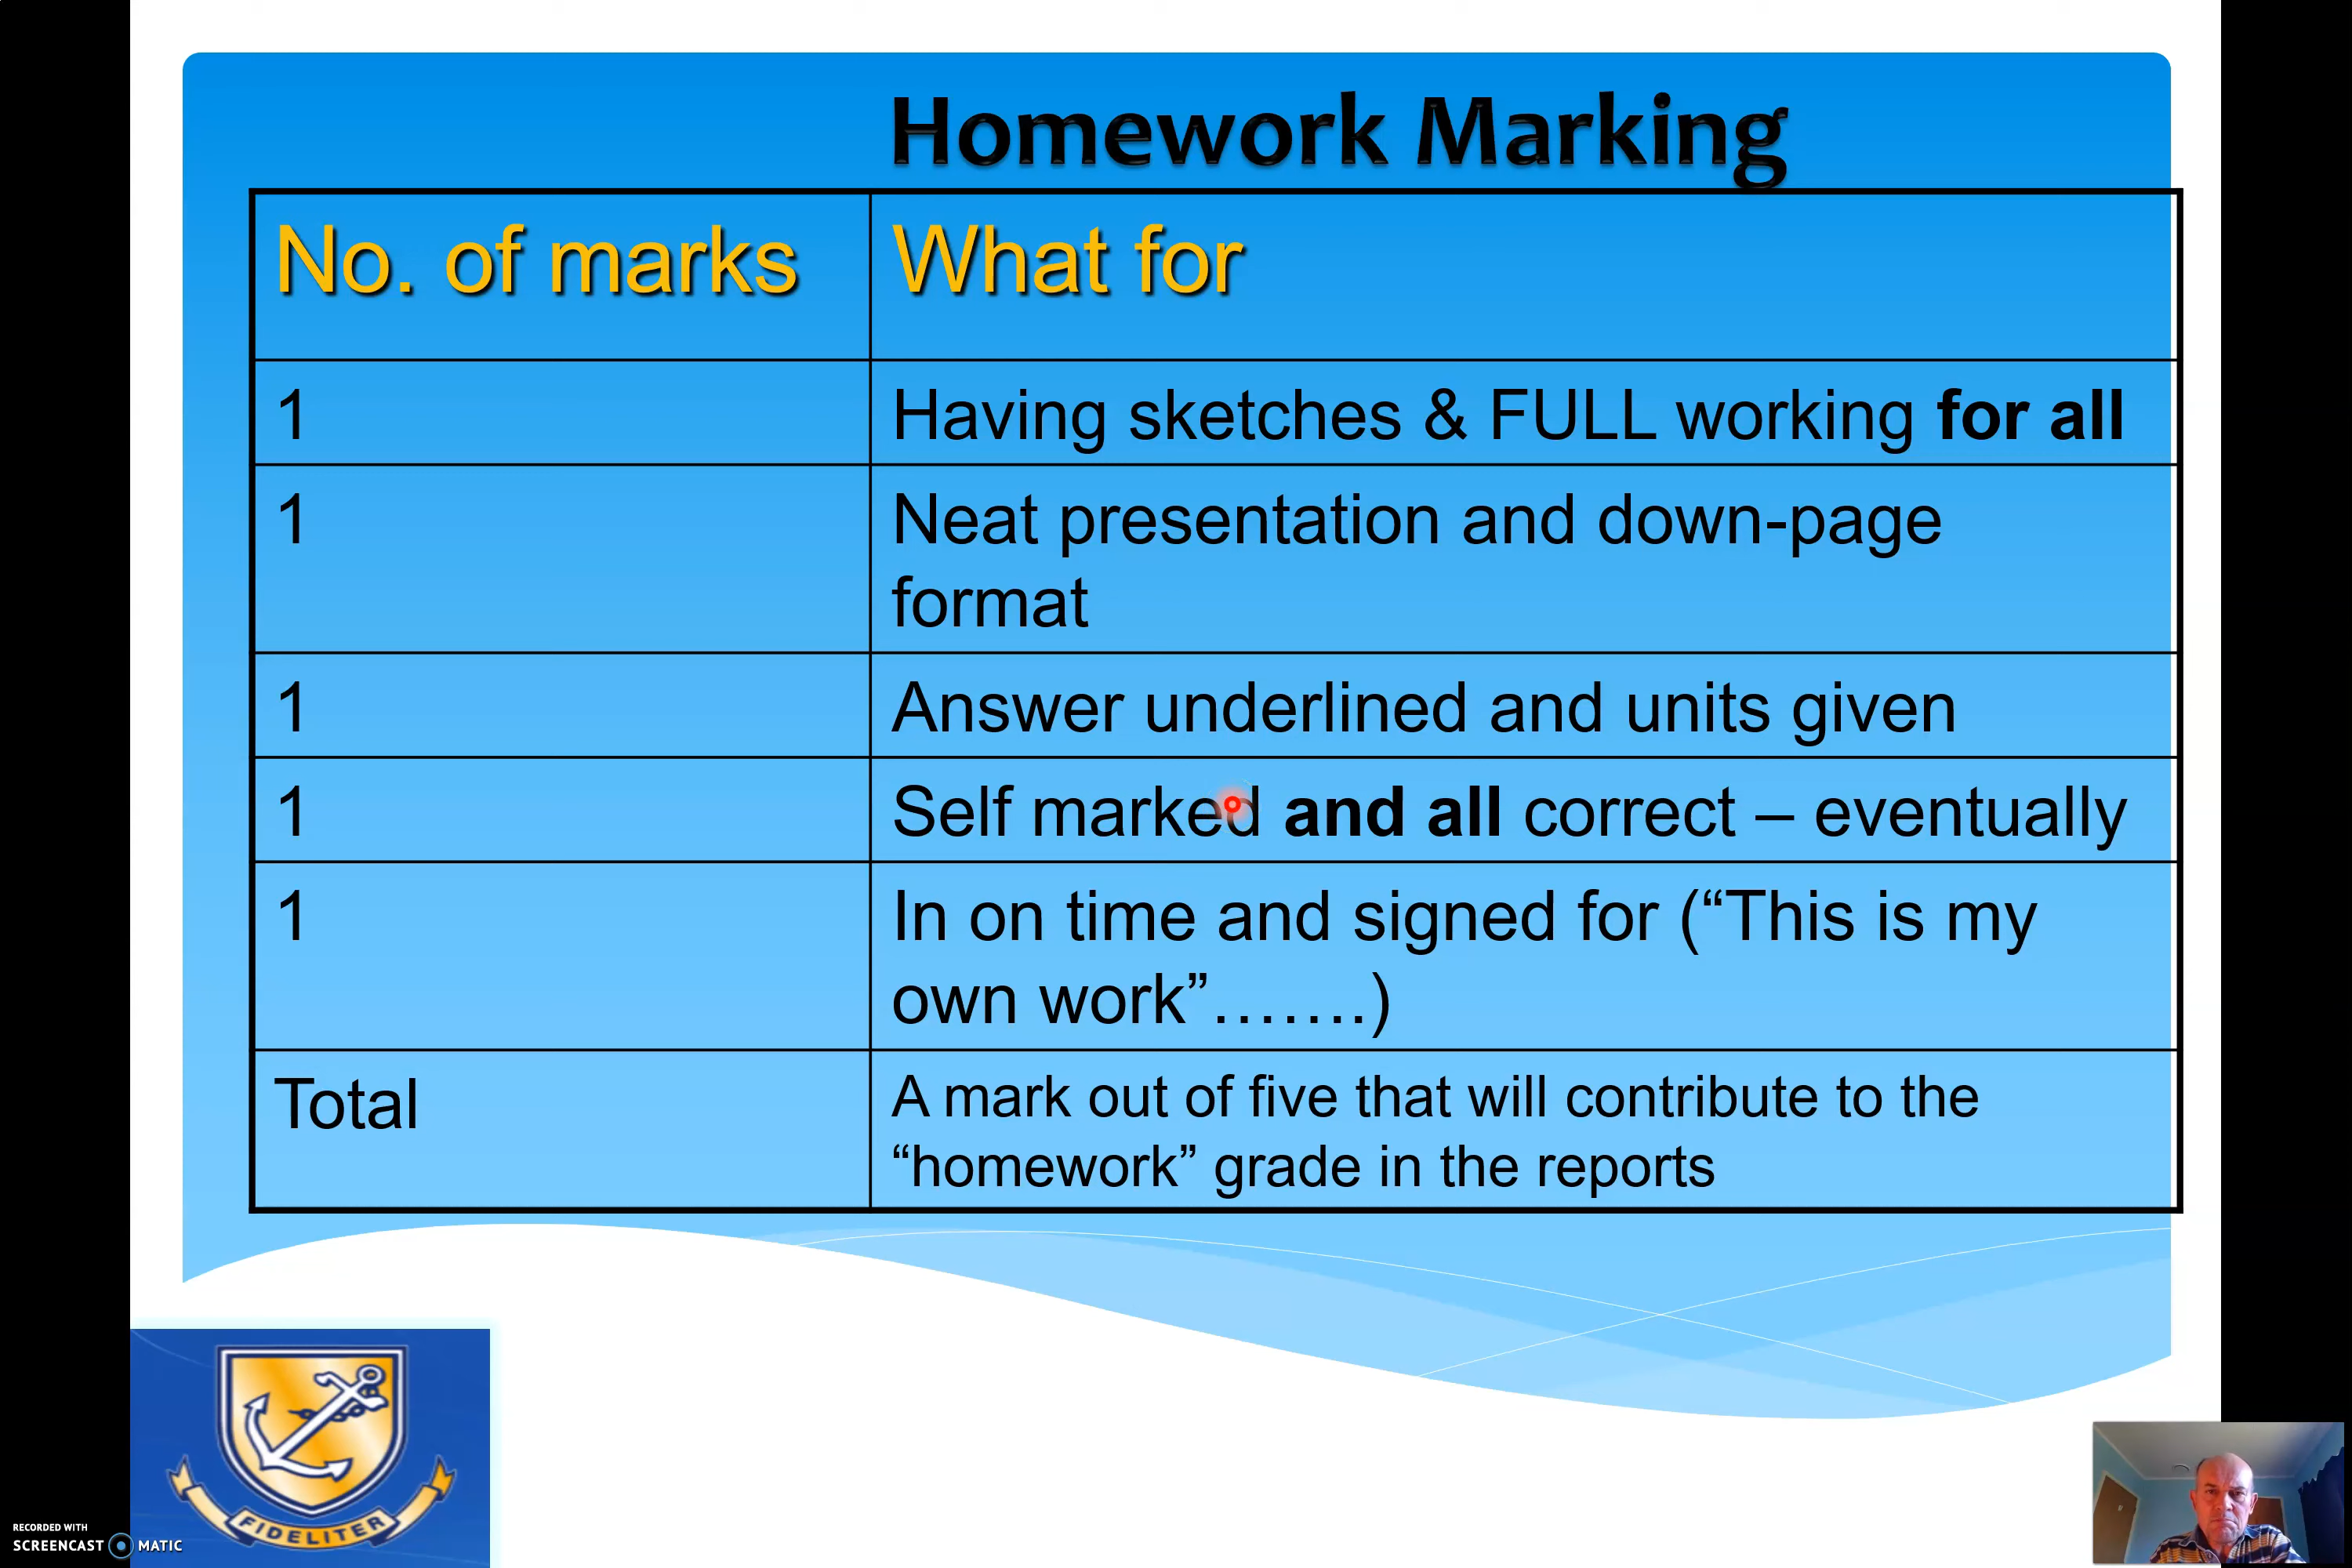 Homework Marking
No. of marks
What for
1
Having sketches & FULL working for all
1
Neat presentation and down-page
format
1
Answer underlined and units given
1
Self marked and all correct – eventually
1
In on time and signed for (“This is my
own work”…….)
Total
A mark out of five that will contribute to the
“homework” grade in the reports
FIDELITER
RECORDED WITH
SCREENCAST MATIC